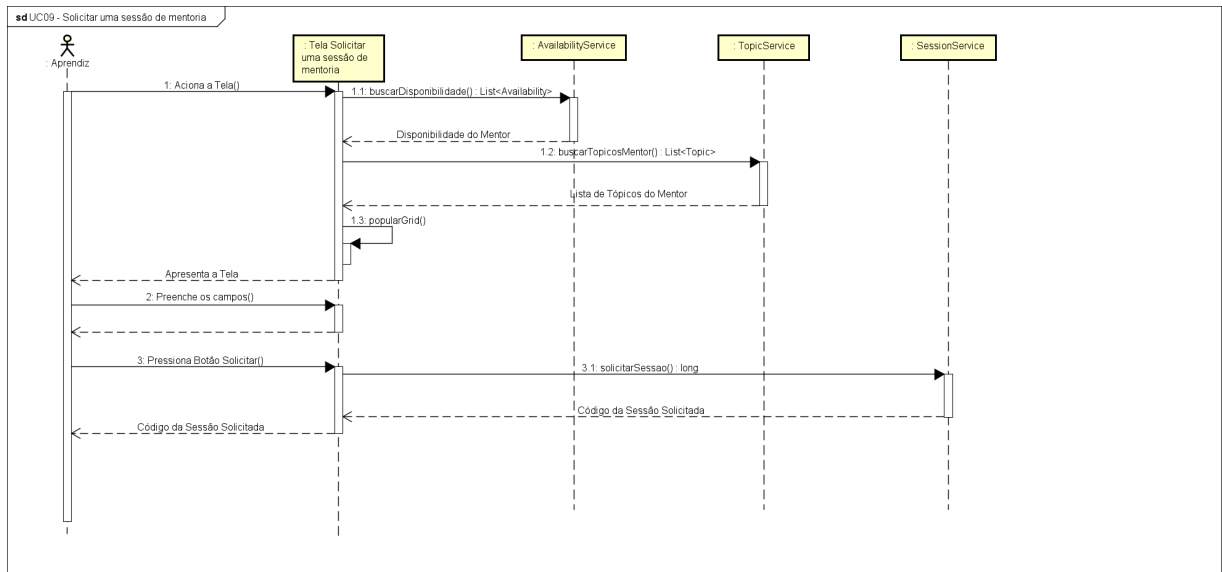 sd UC09 - Solicitar uma sessão de mentoria
: Aprendiz
: Tela Solicitar
uma sessão de
mentoria
: AvailabilityService
: TopicService
: SessionService
1: Aciona a Tela()
1.1: buscarDisponibilidade() : List<Availability>
Disponibilidade do Mentor
1.2: buscarTopicosMentor() : List<Topic>
Lista de Tópicos do Mentor
1.3: popularGrid()
Apresenta a Tela
2: Preenche os campos()
3: Pressiona Botão Solicitar()
3.1: solicitarSessao() : long
Código da Sessão Solicitada
Código da Sessão Solicitada